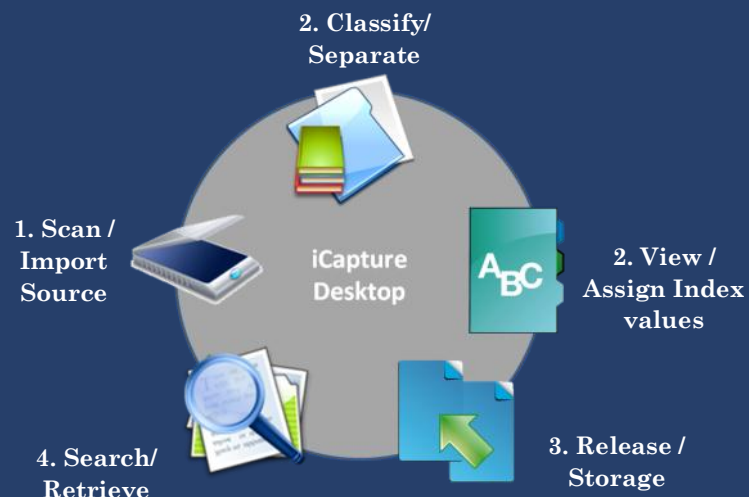 2. Classify/
Separate
1. Scan /
Import
Source
iCapture
Desktop
ABC
2. View /
Assign Index
values
3. Release /
Storage
4. Search/
Retrieve